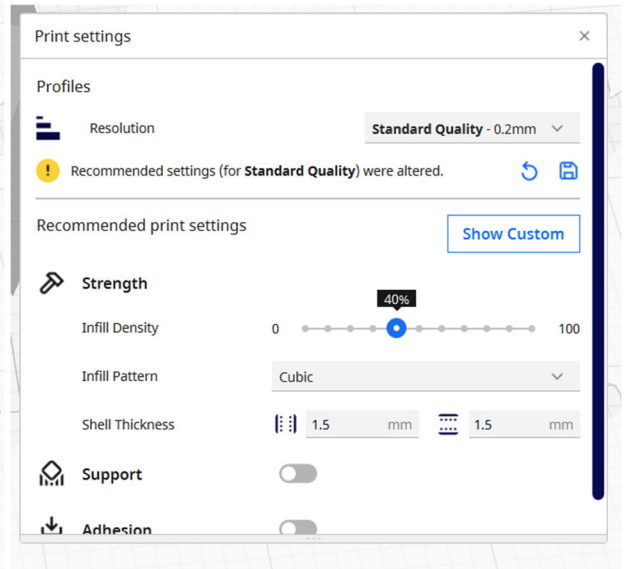 Print settings
Profiles
Resolution
Standard Quality - 0.2mm
! Recommended settings (for Standard Quality) were altered.
Recommended print settings
Show Custom
Strength
40%
Infill Density 0 100
Infill Pattern Cubic
Shell Thickness 1.5 mm 1.5 mm
Support
Adhesion